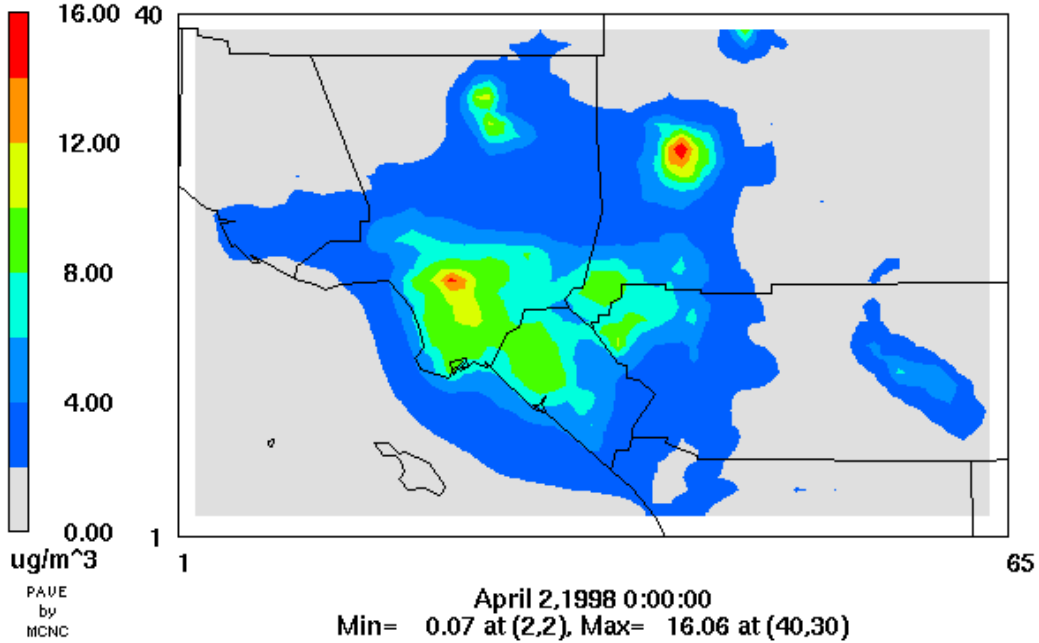 16.00
12.00
8.00
4.00
0.00
ug/m^3
PAVE
by
MCNC
40
1
1
65
April 2,1998 0:00:00
Min= 0.07 at (2,2), Max= 16.06 at (40,30)